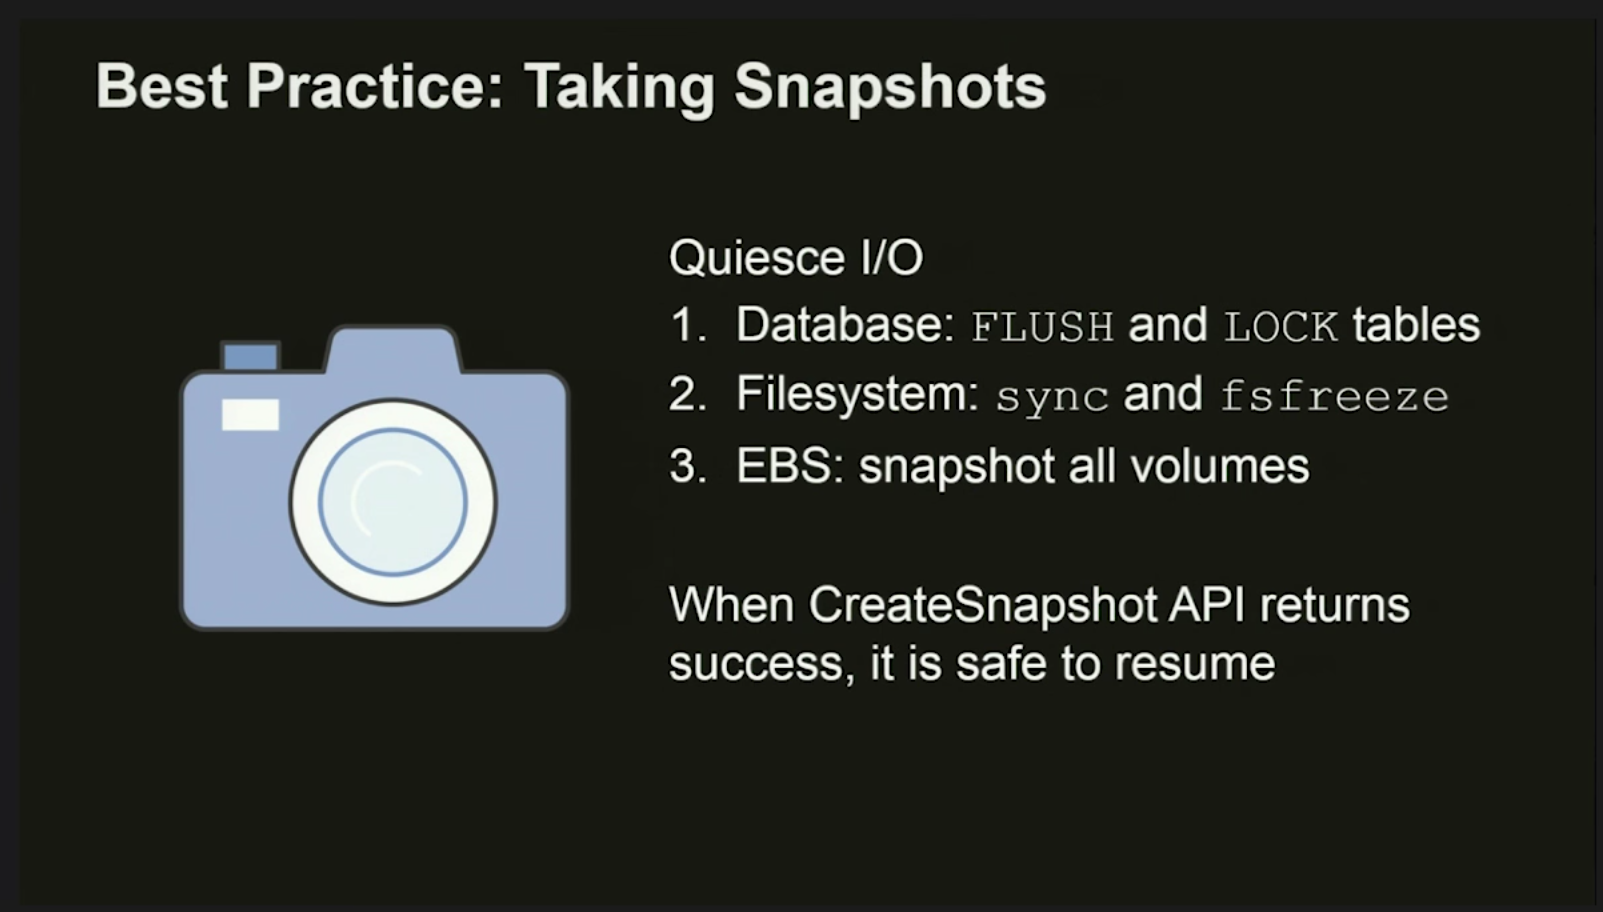 Best Practice: Taking Snapshots
Quiesce I/O
1. Database: FLUSH and LOCK tables
2. Filesystem: sync and fsfreeze
3. EBS: snapshot all volumes
When CreateSnapshot API returns
success, it is safe to resume